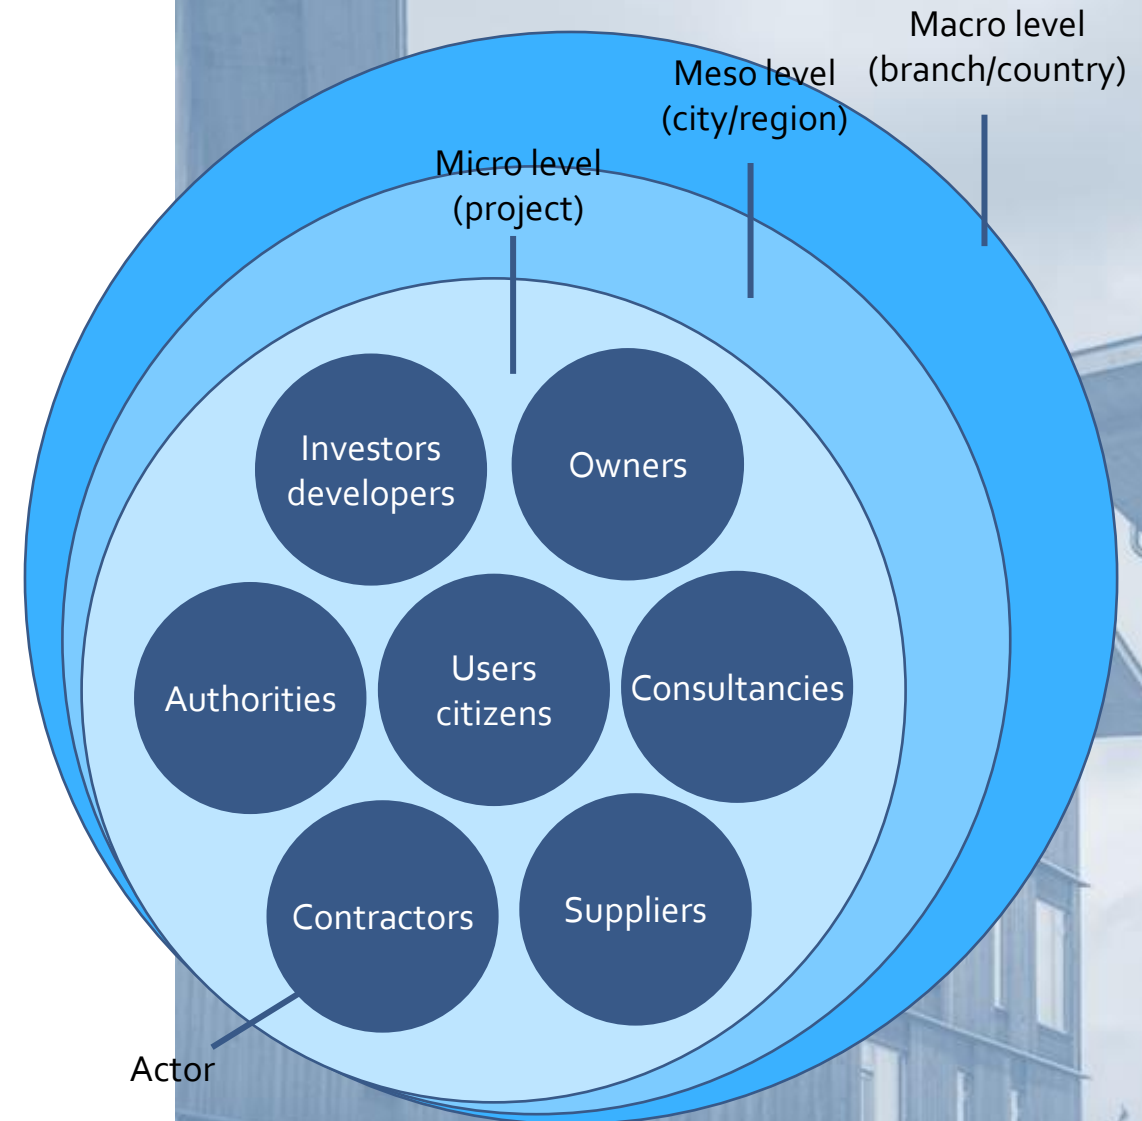 Macro level
(branch/country)
Meso level
(city/region)
Micro level
(project)
Investors
developers
Owners
Authorities
Users
citizens
Consultancies
Contractors
Suppliers
Actor